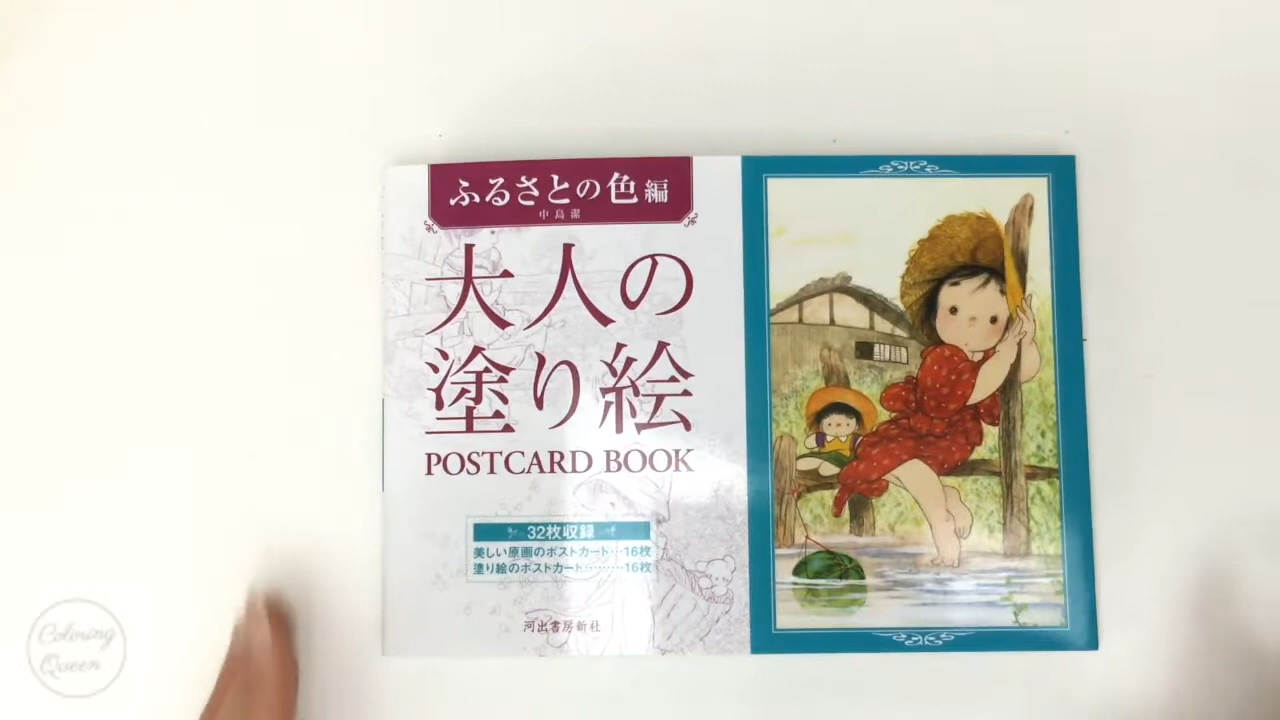 ふるさとの色編
中島潔
大人の
塗り絵
POSTCARD BOOK
32枚収録
美しい原画のポストカード…16枚
塗り絵のポストカード………16枚
河出書房新社
Coloring
Queen